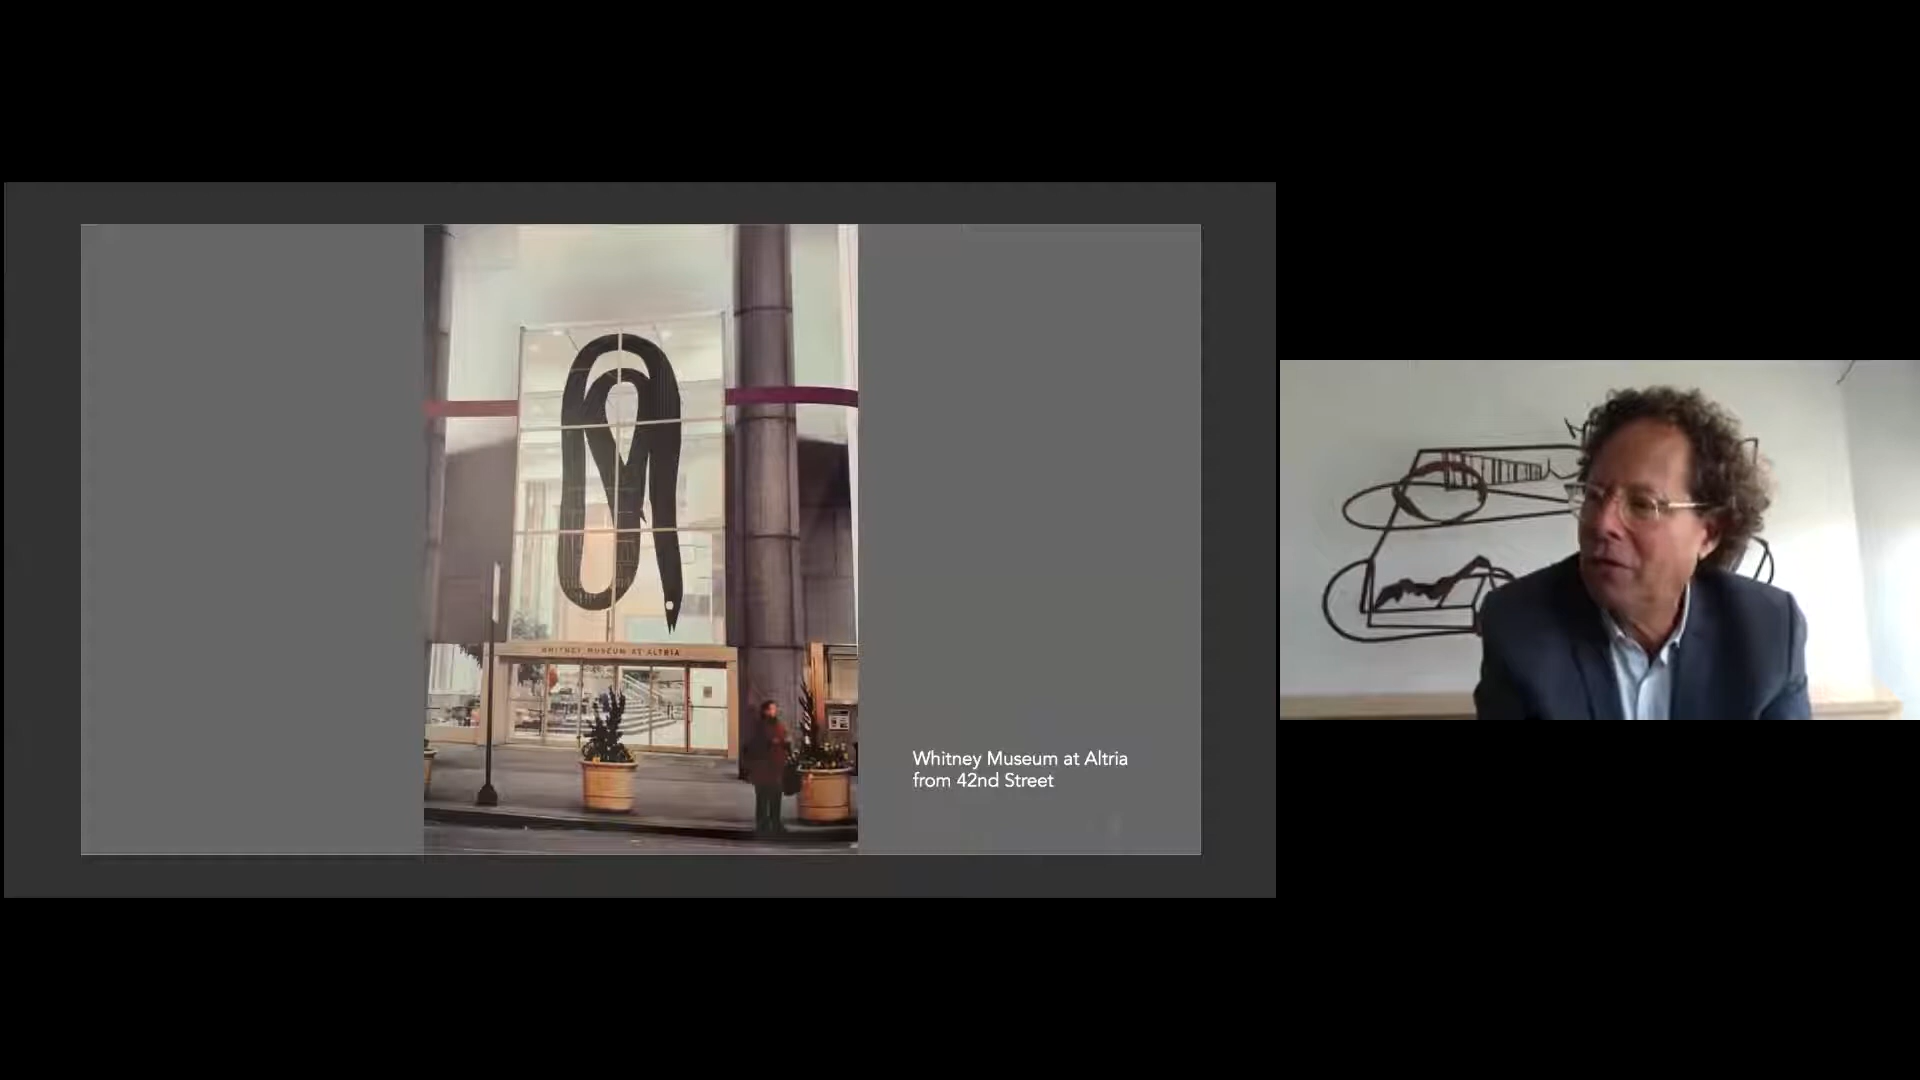 WHITNEY MUSEUM AT ALTRIA
Whitney Museum at Altria
from 42nd Street